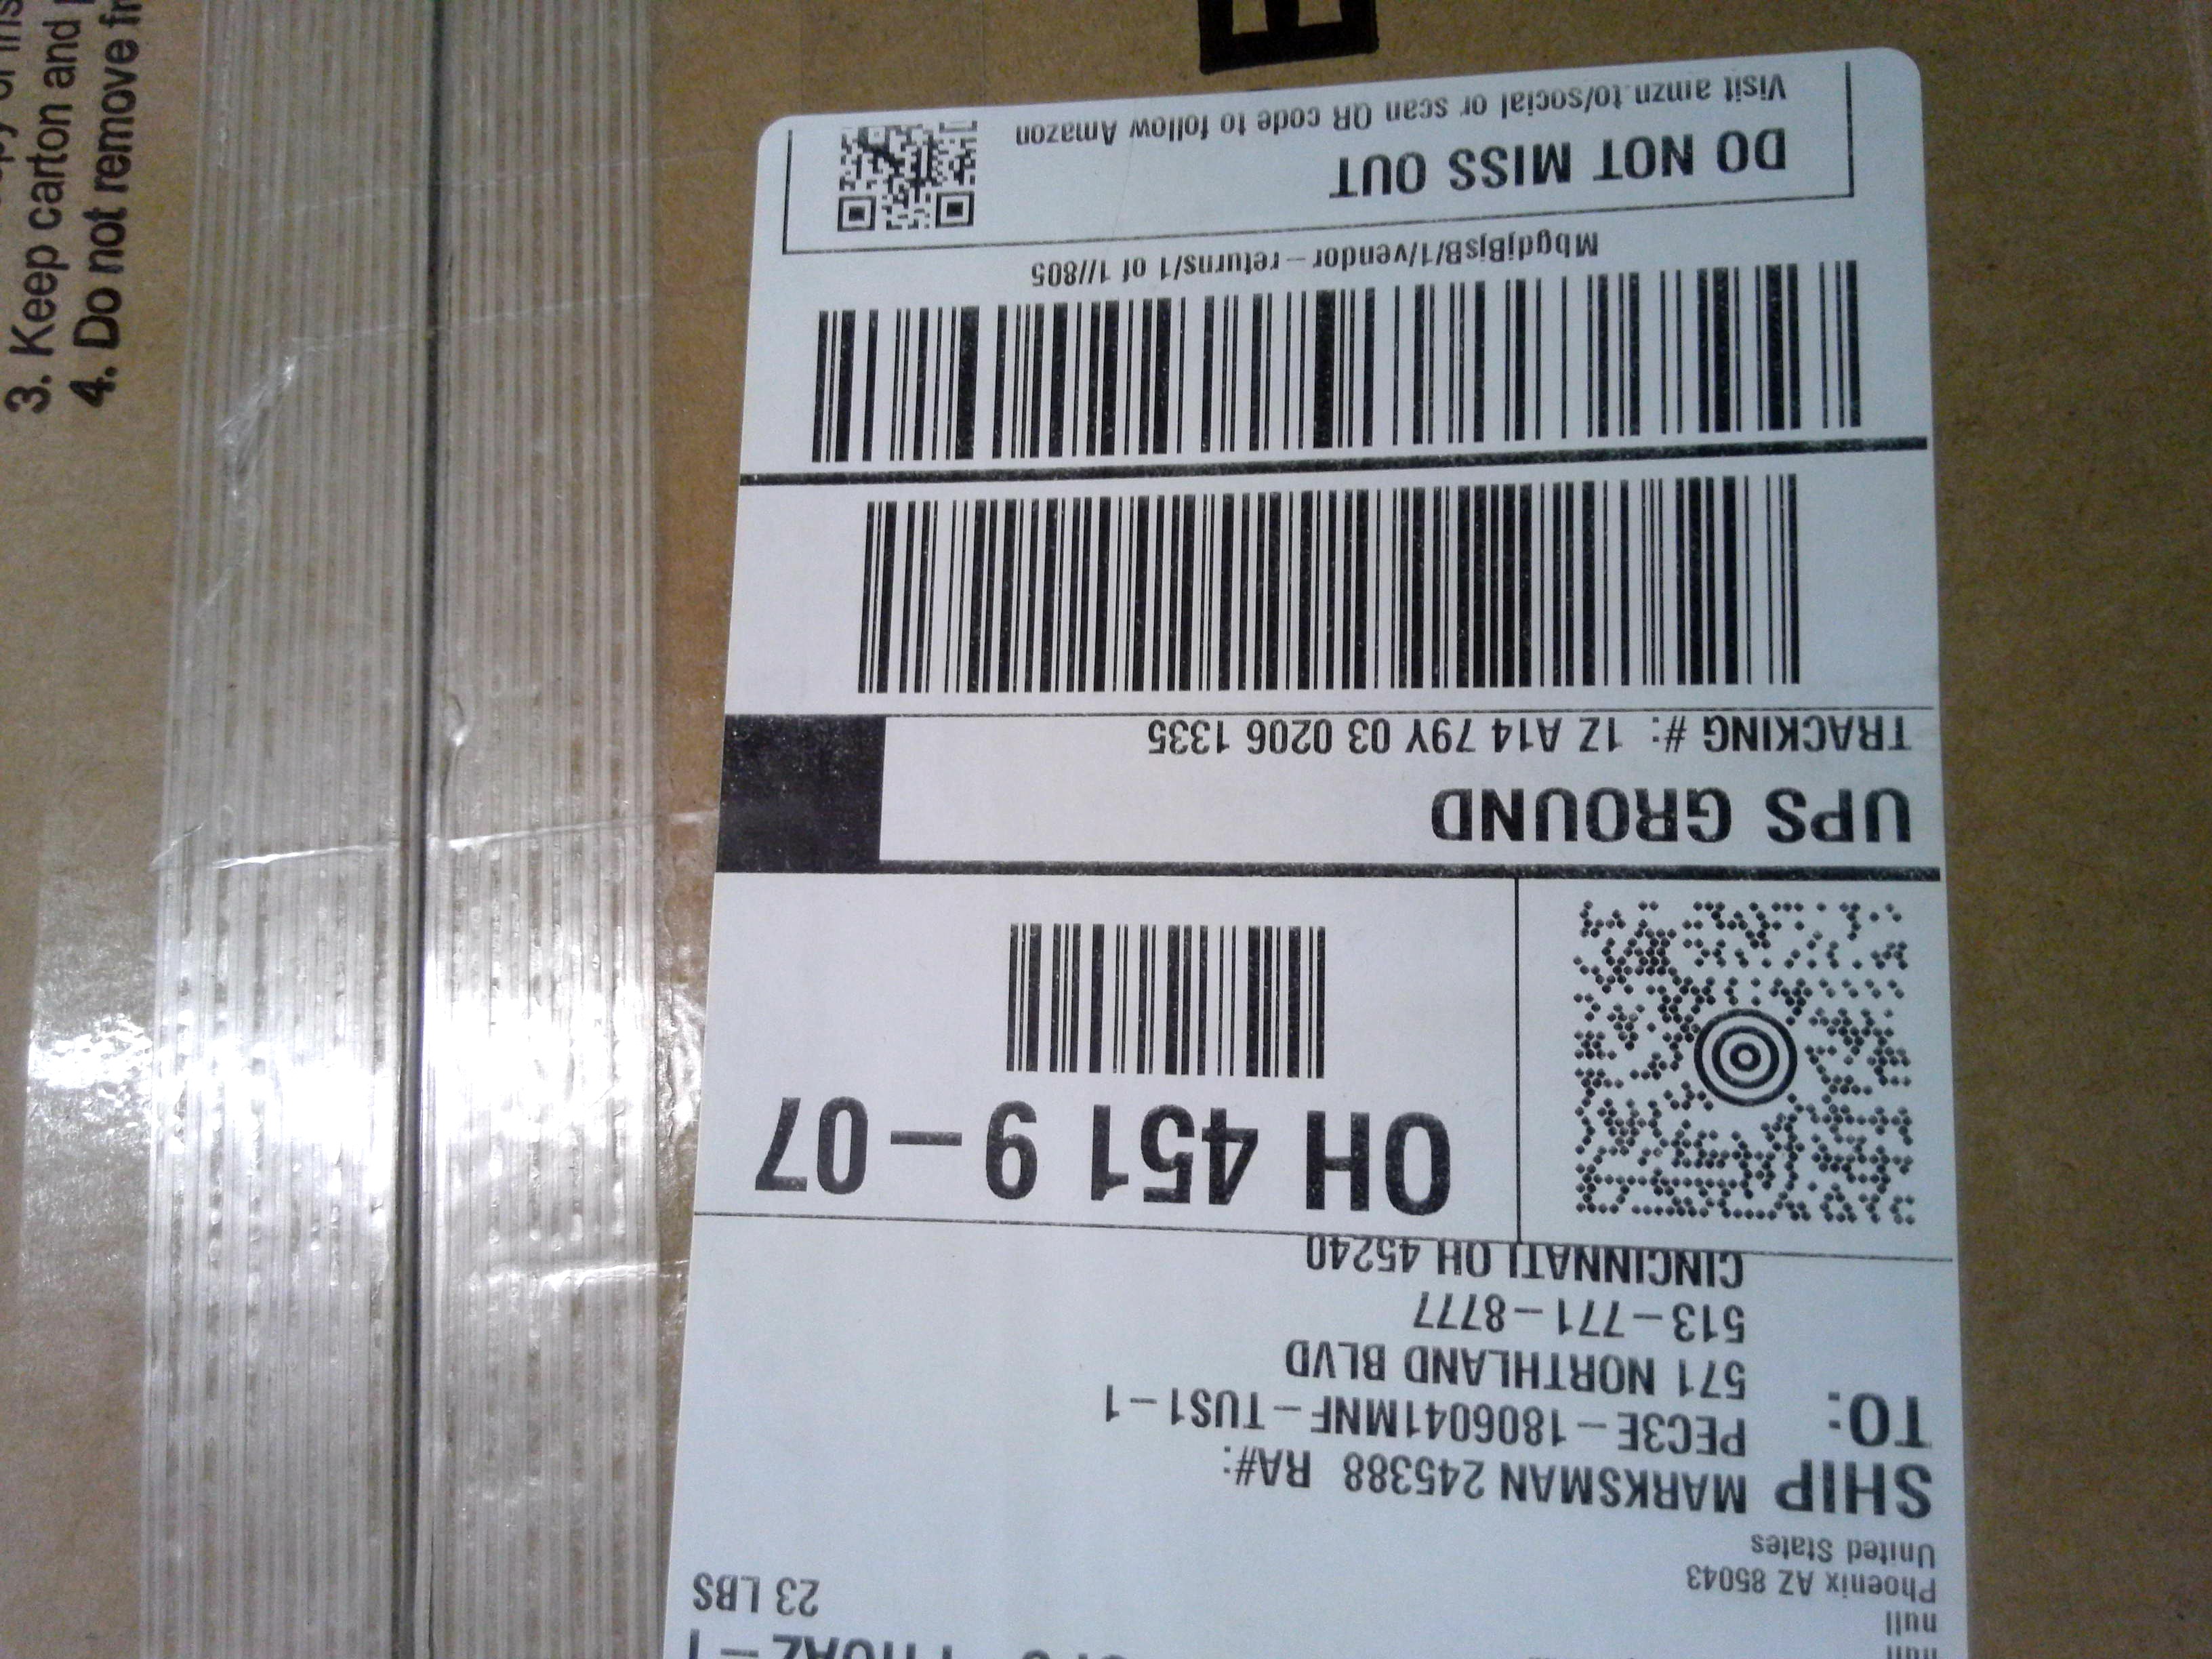 null
null
Phoenix AZ 85043
United States
23 LBS
SHIP
TO:
MARKSMAN 245388 RA#:
PEC3E-1806041MNF-TUS1-1
571 NORTHLAND BLVD
513-771-8777
CINCINNATI OH 45240
OH 451 9-07
UPS GROUND
TRACKING #: 1Z A14 79Y 03 0206 1335
MbgdjBjsB/1/vendor-returns/1 of 1//805
DO NOT MISS OUT
Visit amzn.to/social or scan QR code to follow Amazon
3. Keep carton and
4. Do not remove